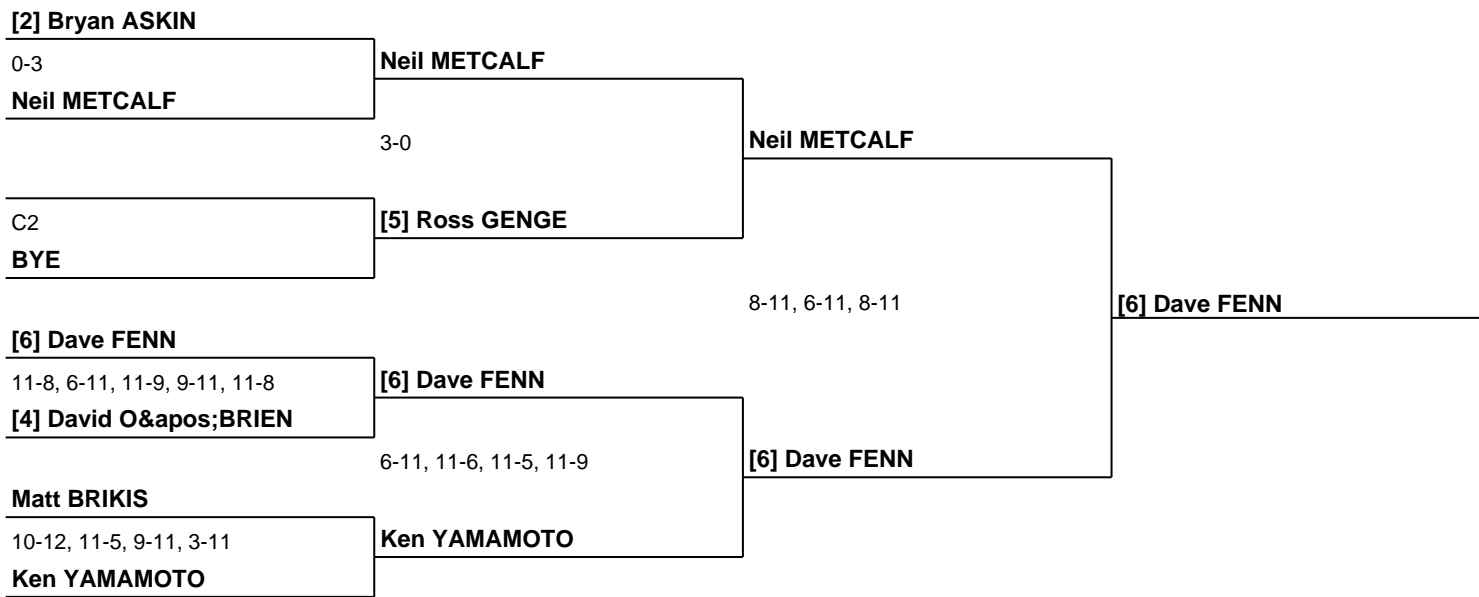 [2] Bryan ASKIN
0-3
Neil METCALF
Neil METCALF
3-0
Neil METCALF
C2
[5] Ross GENGE
BYE
8-11, 6-11, 8-11
[6] Dave FENN
[6] Dave FENN
11-8, 6-11, 11-9, 9-11, 11-8
[6] Dave FENN
[4] David O&apos;BRIEN
6-11, 11-6, 11-5, 11-9
[6] Dave FENN
Matt BRIKIS
10-12, 11-5, 9-11, 3-11
Ken YAMAMOTO
Ken YAMAMOTO